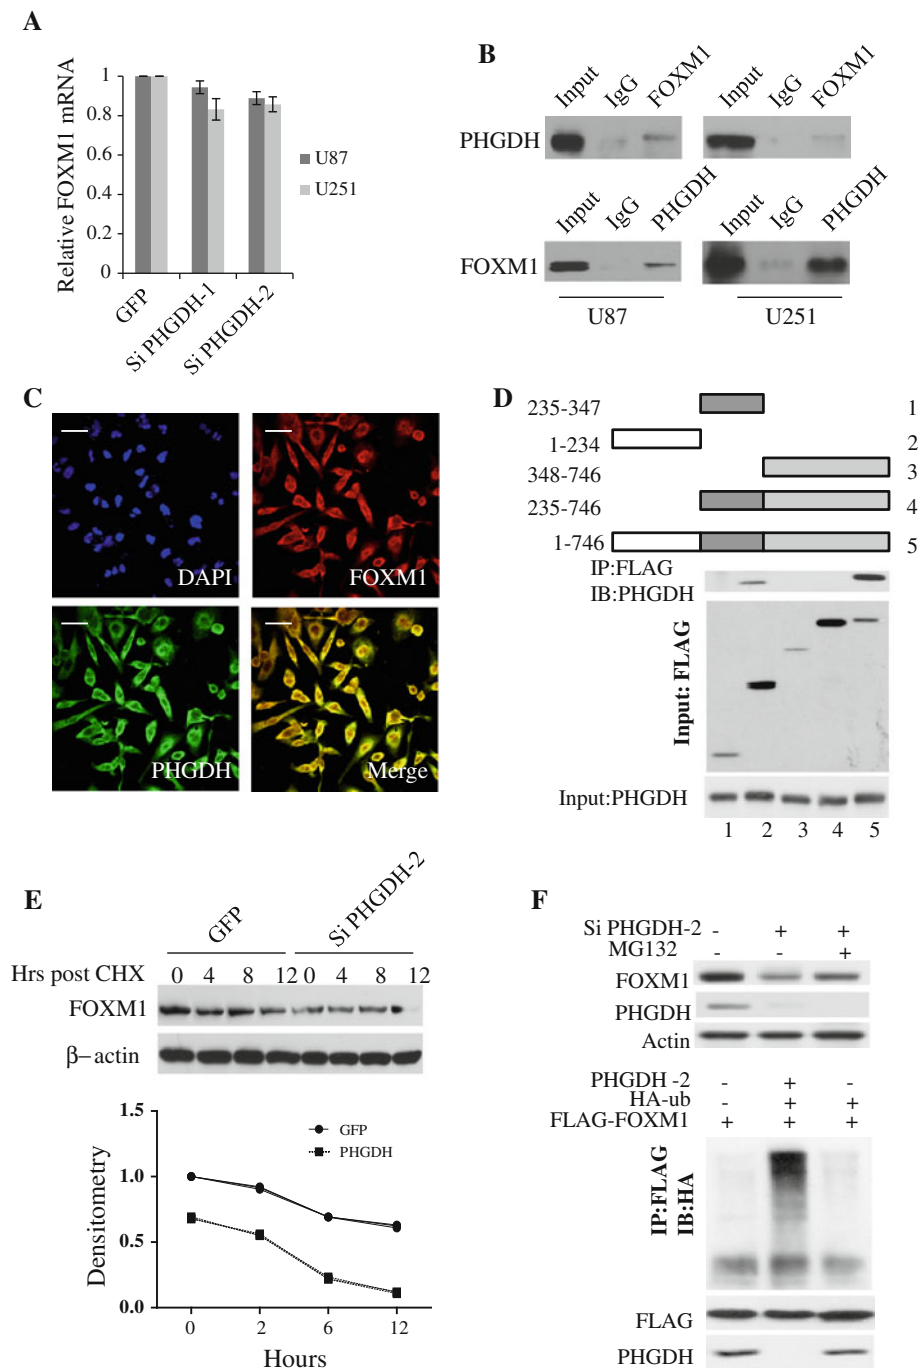 A
Relative FOXM1 mRNA
1
0.8
0.6
0.4
0.2
0
U87
U251
GFP
Si PHGDH-1
Si PHGDH-2
B
Input
IgG
FOXM1
Input
IgG
FOXM1
PHGDH
Input
IgG
PHGDH
Input
IgG
PHGDH
FOXM1
U87
U251
C
DAPI
FOXM1
PHGDH
Merge
D
235-347
1
1-234
2
348-746
3
235-746
4
1-746
5
IP:FLAG
IB:PHGDH
Input: FLAG
Input:PHGDH
1 2 3 4 5
E
GFP
Si PHGDH-2
Hrs post CHX 0 4 8 12 0 4 8 12
FOXM1
β-actin
Densitometry
1.5
1.0
0.5
0.0
GFP
PHGDH
0 2 6 12
Hours
F
Si PHGDH-2 - + +
MG132 - - +
FOXM1
PHGDH
Actin
PHGDH -2 - + -
HA-ub - + +
FLAG-FOXM1 + + +
IP:FLAG
IB:HA
FLAG
PHGDH